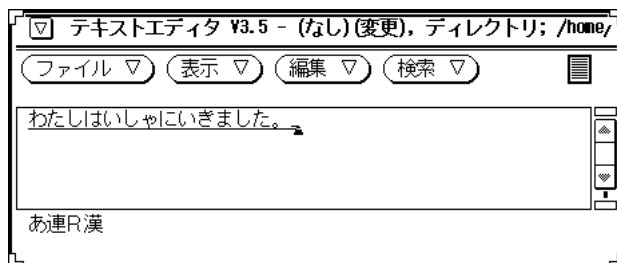 テキストエディタ V3.5 - (なし)(変更), ディレクトリ; /home/
ファイル ▽ 表示 ▽ 編集 ▽ 検索 ▽
わたしはいしゃにいきました。
あ連R漢